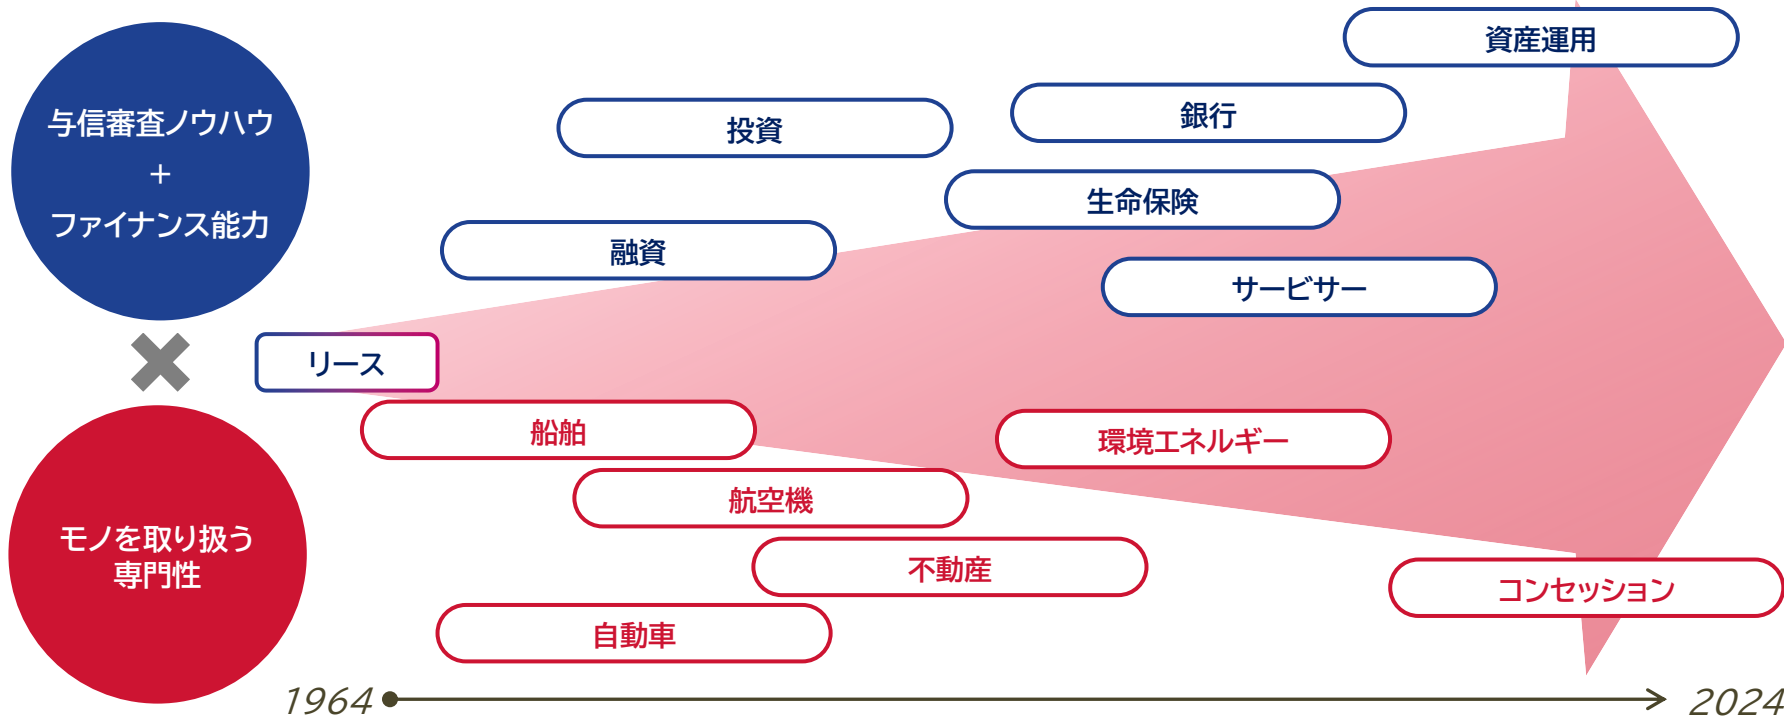 与信審査ノウハウ
+
ファイナンス能力
モノを取り扱う
専門性
リース
資産運用
銀行
投資
生命保険
融資
サービサー
船舶
環境エネルギー
航空機
不動産
コンセッション
自動車
1964
2024